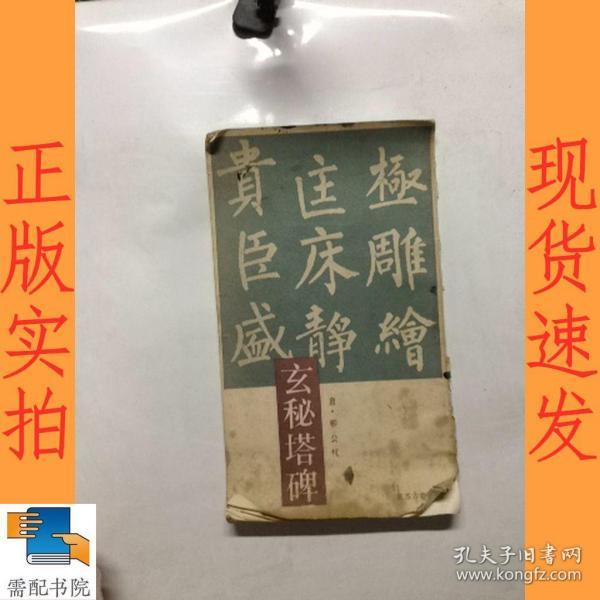 正版实拍
现货速发
極雕繪
匡床靜
貴臣盛
玄秘塔碑
需配书院
孔夫子旧书网
www.kongfz.com